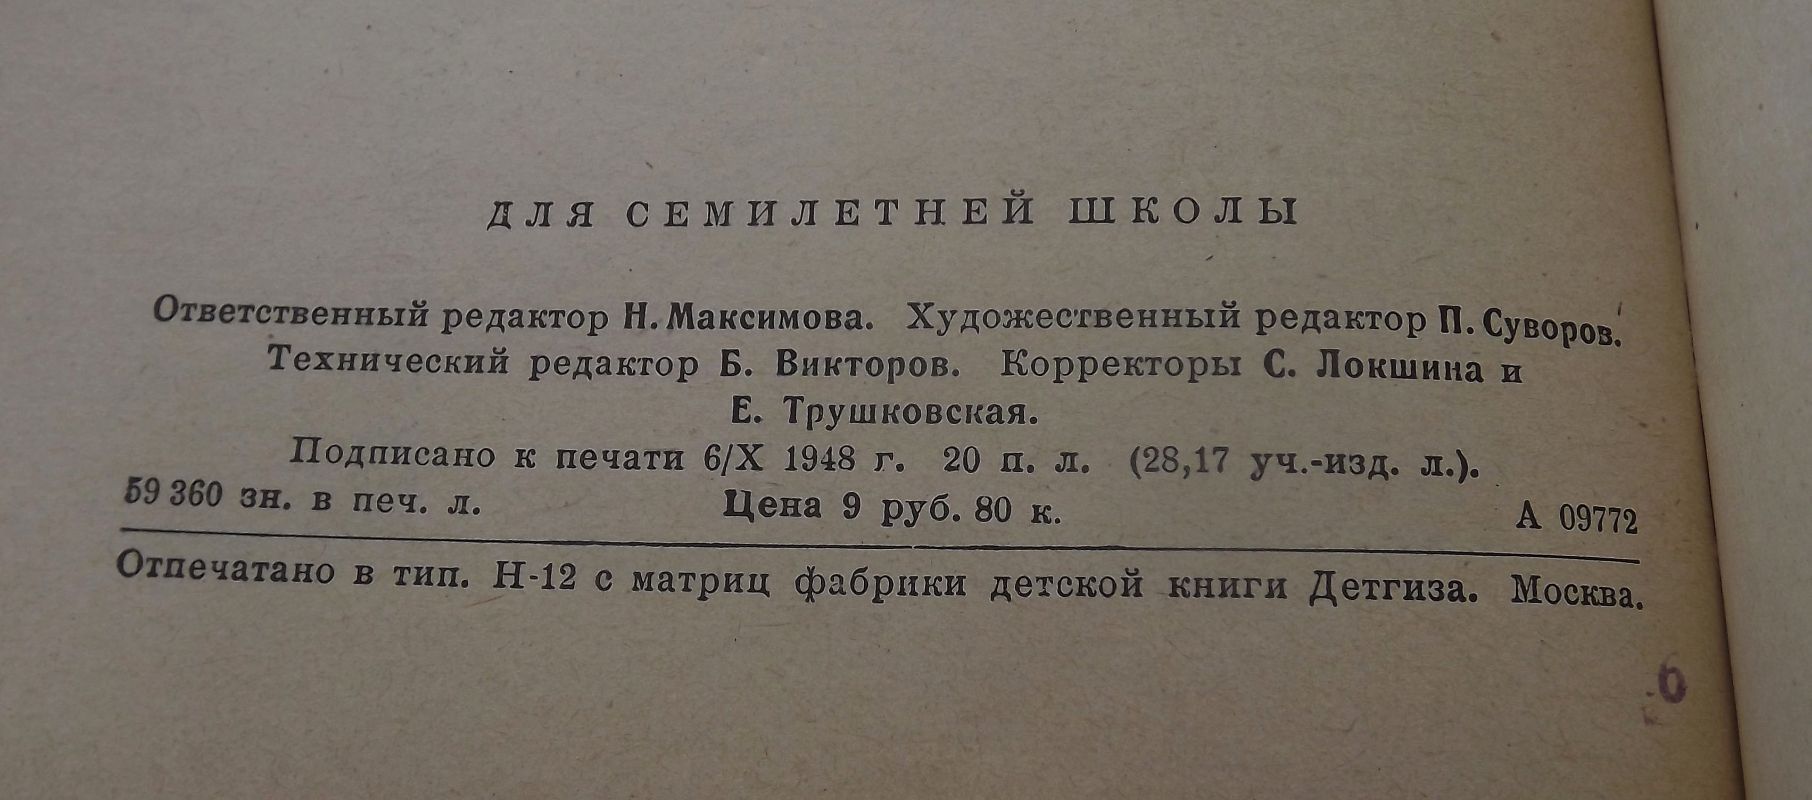 ДЛЯ СЕМИЛЕТНЕЙ ШКОЛЫ
Ответственный редактор Н. Максимова. Художественный редактор П. Суворов.
Технический редактор Б. Викторов. Корректоры С. Локшина и
Е. Трушковская.
Подписано к печати 6/X 1948 г. 20 п. л. (28,17 уч.-изд. л.).
59 360 зн. в печ. л. Цена 9 руб. 80 к. А 09772
Отпечатано в тип. Н-12 с матриц фабрики детской книги Детгиза. Москва.